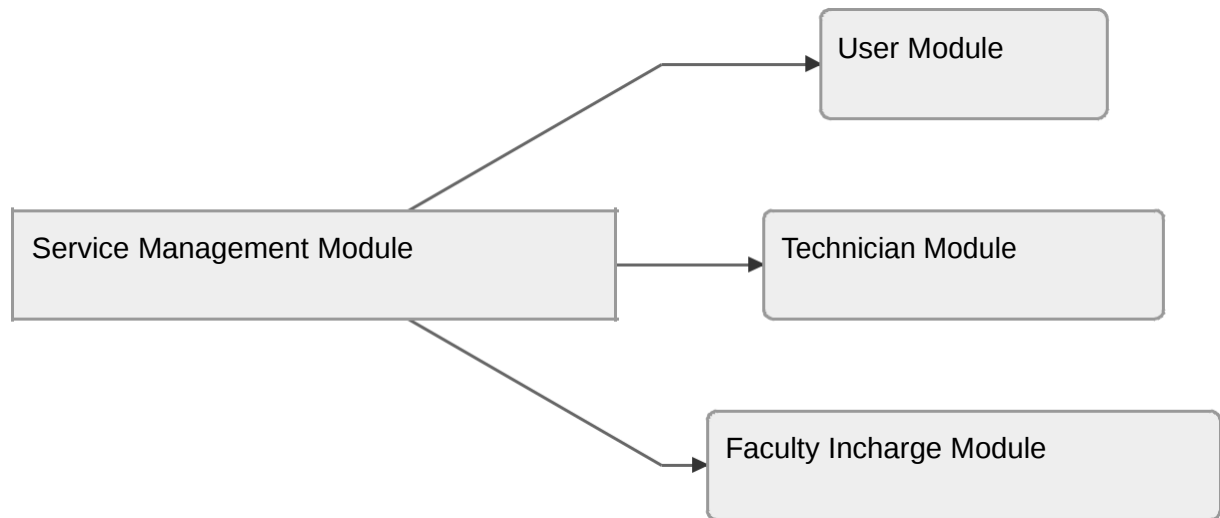 User Module
Service Management Module
Technician Module
Faculty Incharge Module